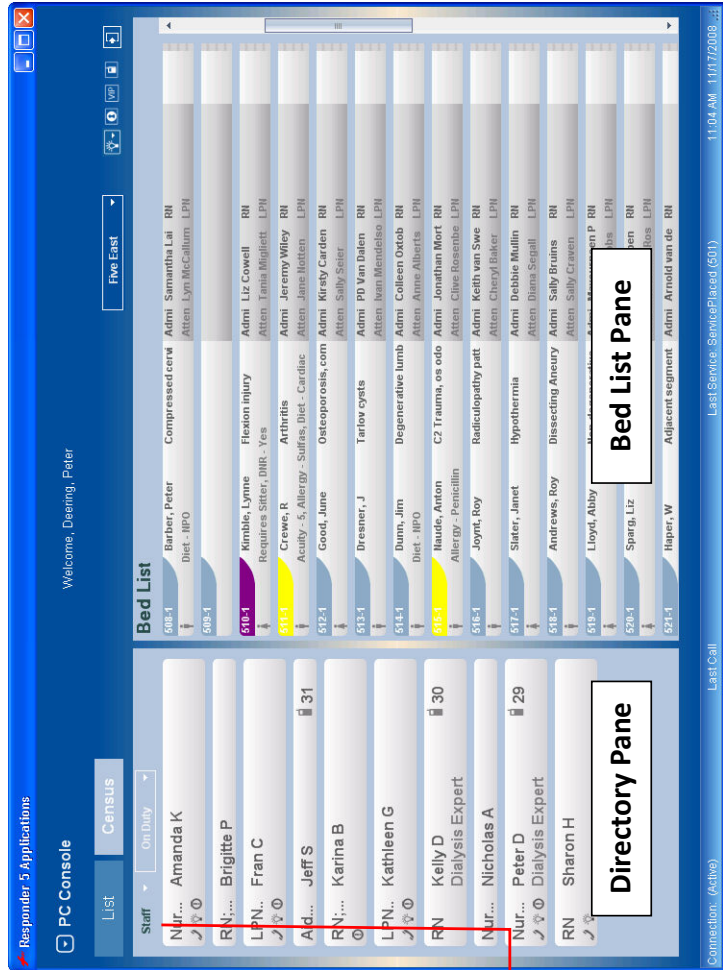 Responder 5 Applications
PC Console
Welcome, Deering, Peter
List
Census
Five East
VIP
Staff
On Duty
Nur... Amanda K
RN;... Brigitte P
LPN.. Fran C
Aid... Jeff S 31
RN;... Karina B
LPN.. Kathleen G
RN Kelly D 30
Dialysis Expert
Nur... Nicholas A
Nur... Peter D 29
Dialysis Expert
RN Sharon H
Directory Pane
Bed List
508-1 Barber, Peter Compressed cervi Admi Samantha Lai RN
Diet - NPO Atten Lyn McCallum LPN
509-1
510-1 Kimble, Lynne Flexion injury Admi Liz Cowell RN
Requires Sitter, DNR - Yes Atten Tania Migliett LPN
511-1 Crewe, R Arthritis Admi Jeremy Wiley RN
Acuity - 5, Allergy - Sulfas, Diet - Cardiac Atten Jane Notten LPN
512-1 Good, June Osteoporosis, com Admi Kirsty Carden RN
Atten Sally Seier LPN
513-1 Dresner, J Tarlov cysts Admi PD Van Dalen RN
Atten Ivan Mendelso LPN
514-1 Dunn, Jim Degenerative lumb Admi Colleen Oxtob RN
Diet - NPO Atten Anne Alberts LPN
515-1 Naude, Anton C2 Trauma, os odo Admi Jonathan Mort RN
Allergy - Penicillin Atten Clive Rosenbe LPN
516-1 Joynt, Roy Radiculopathy patt Admi Keith van Swe RN
Atten Cheryl Baker LPN
517-1 Slater, Janet Hypothermia Admi Debbie Mullin RN
Atten Diana Segall LPN
518-1 Andrews, Roy Dissecting Aneury Admi Sally Bruins RN
Atten Sally Craven LPN
519-1 Lloyd, Abby RN
LPN
520-1 Sparg, Liz RN
Ros LPN
521-1 Haper, W Adjacent segment Admi Arnold van de RN
Bed List Pane
Connection: (Active) Last Call Last Service: ServicePlaced (501) 11:04 AM 11/17/2008